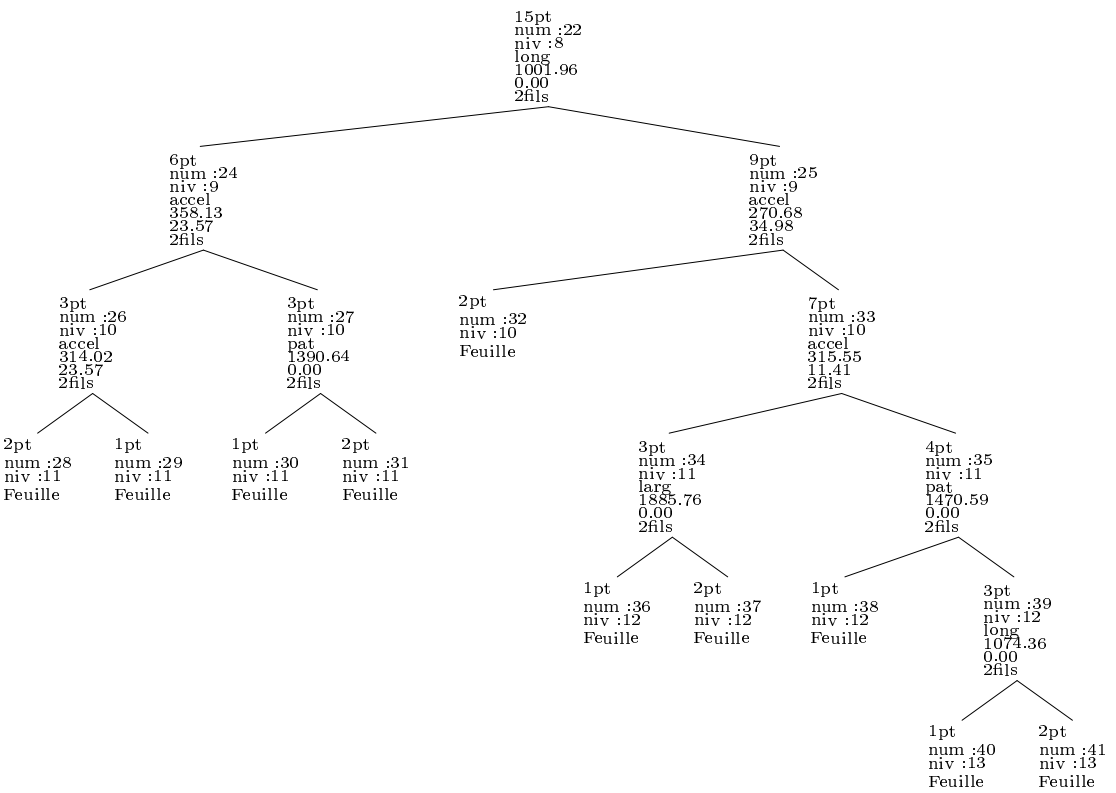 15pt
num :22
niv :8
long
1001.96
0.00
2fils
6pt
num :24
niv :9
accel
358.13
23.57
2fils
9pt
num :25
niv :9
accel
270.68
34.98
2fils
3pt
num :26
niv :10
accel
314.02
23.57
2fils
3pt
num :27
niv :10
pat
1390.64
0.00
2fils
2pt
num :32
niv :10
Feuille
7pt
num :33
niv :10
accel
315.55
11.41
2fils
2pt
num :28
niv :11
Feuille
1pt
num :29
niv :11
Feuille
1pt
num :30
niv :11
Feuille
2pt
num :31
niv :11
Feuille
3pt
num :34
niv :11
larg
1885.76
0.00
2fils
4pt
num :35
niv :11
pat
1470.59
0.00
2fils
1pt
num :36
niv :12
Feuille
2pt
num :37
niv :12
Feuille
1pt
num :38
niv :12
Feuille
3pt
num :39
niv :12
long
1074.36
0.00
2fils
1pt
num :40
niv :13
Feuille
2pt
num :41
niv :13
Feuille